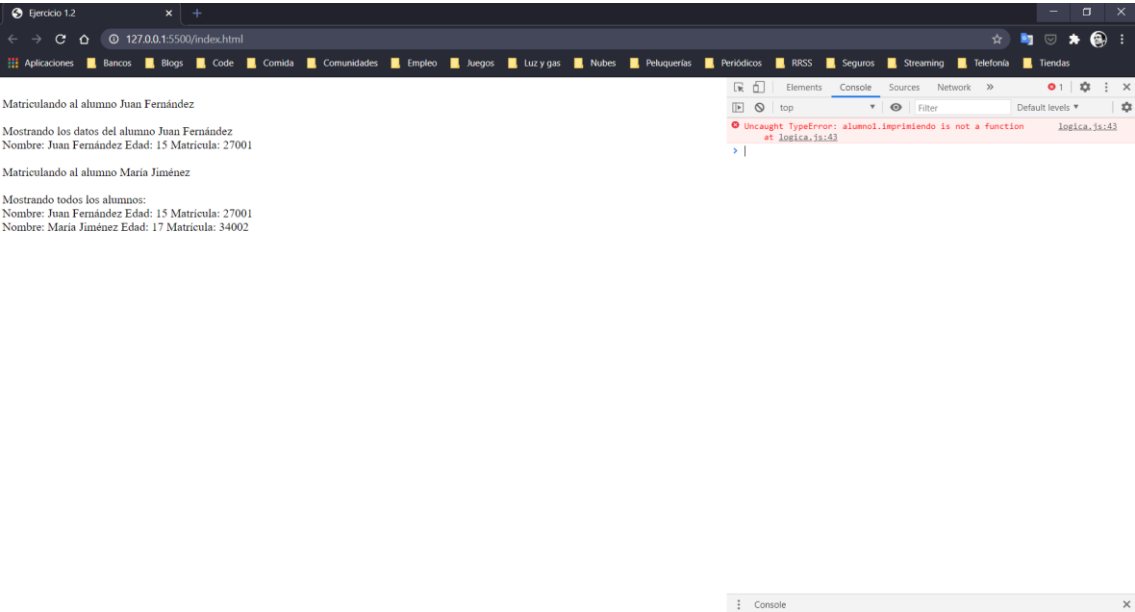 Ejercicio 1.2
127.0.0.1:5500/index.html
Aplicaciones Bancos Blogs Code Comida Comunidades Empleo Juegos Luz y gas Nubes Peluquerías Periódicos RRSS Seguros Streaming Telefonía Tiendas
Matriculando al alumno Juan Fernández
Mostrando los datos del alumno Juan Fernández
Nombre: Juan Fernández Edad: 15 Matrícula: 27001
Matriculando al alumno María Jiménez
Mostrando todos los alumnos:
Nombre: Juan Fernández Edad: 15 Matrícula: 27001
Nombre: María Jiménez Edad: 17 Matrícula: 34002
Elements Console Sources Network » 1
top Filter Default levels
Uncaught TypeError: alumno1.imprimiendo is not a function logica.js:43
at logica.js:43
>
Console